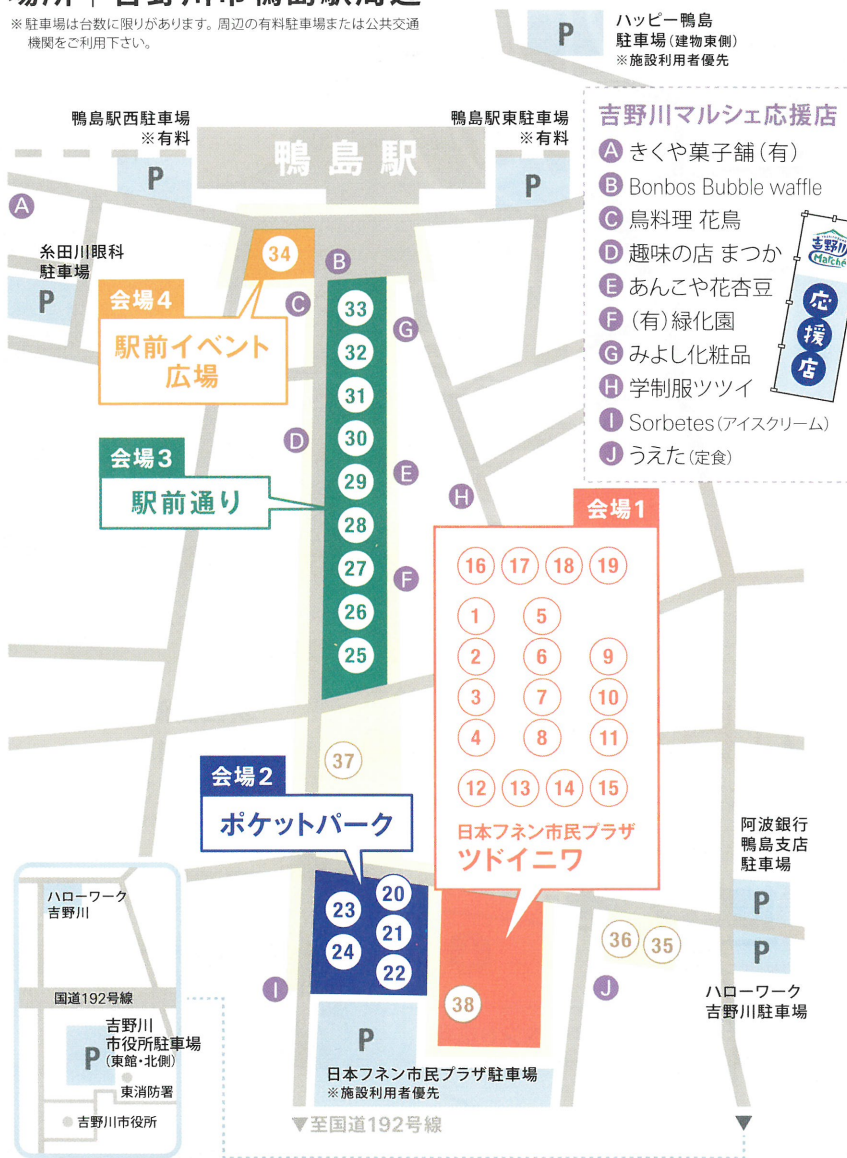 場所｜吉野川市鴨島駅周辺
※駐車場は台数に限りがあります。周辺の有料駐車場または公共交通
機関をご利用下さい。
P
ハッピー鴨島
駐車場(建物東側)
※施設利用者優先
鴨島駅西駐車場
※有料
P
鴨島駅
鴨島駅東駐車場
※有料
P
吉野川マルシェ応援店
A きくや菓子舗(有)
B Bonbos Bubble waffle
C 鳥料理 花鳥
D 趣味の店 まつか
E あんこや花杏豆
F (有)緑化園
G みよし化粧品
H 学制服ツツイ
I Sorbetes(アイスクリーム)
J うえた(定食)
吉野川
Marché
応援店
A
糸田川眼科
駐車場
P
34
B
会場4
駅前イベント
広場
C
33
G
32
31
D
30
会場3
駅前通り
29
E
28
H
27
F
26
25
会場1
16 17 18 19
1 5
2 6 9
3 7 10
4 8 11
12 13 14 15
日本フネン市民プラザ
ツドイニワ
37
会場2
ポケットパーク
20
23
21
24
22
I
38
36 35
J
阿波銀行
鴨島支店
駐車場
P
P
ハローワーク
吉野川駐車場
P
日本フネン市民プラザ駐車場
※施設利用者優先
▼至国道192号線
▼
ハローワーク
吉野川
国道192号線
吉野川
市役所駐車場
(東館・北側)
P
東消防署
吉野川市役所